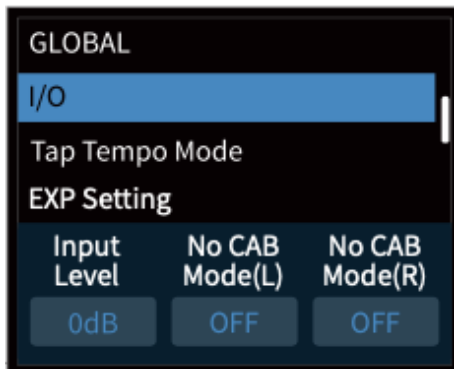 GLOBAL
I/O
Tap Tempo Mode
EXP Setting
Input Level
No CAB Mode(L)
No CAB Mode(R)
0dB
OFF
OFF